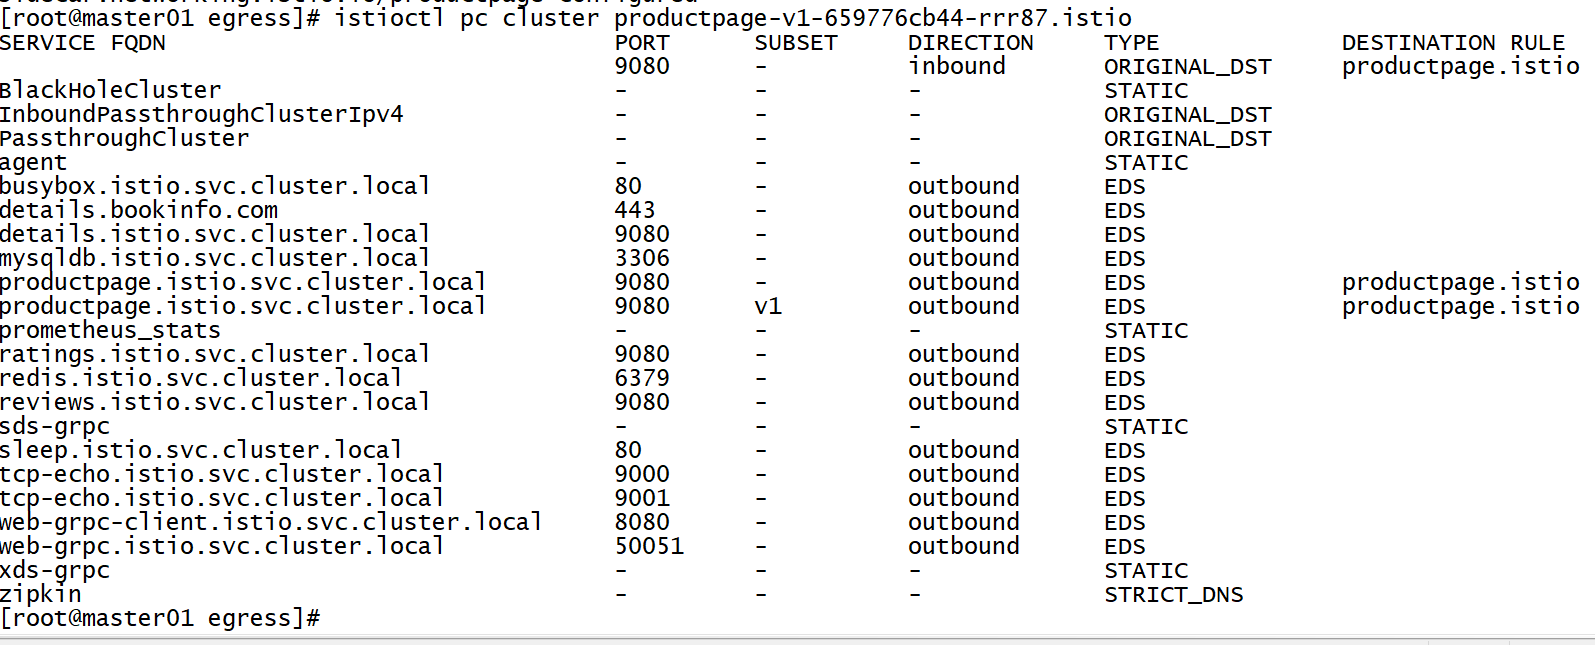 [root@master01 egress]# istioctl pc cluster productpage-v1-659776cb44-rrr87.istio
SERVICE FQDN PORT SUBSET DIRECTION TYPE DESTINATION RULE
9080 - inbound ORIGINAL_DST productpage.istio
BlackHoleCluster - - - STATIC
InboundPassthroughClusterIpv4 - - - ORIGINAL_DST
PassthroughCluster - - - ORIGINAL_DST
agent - - - STATIC
busybox.istio.svc.cluster.local 80 - outbound EDS
details.bookinfo.com 443 - outbound EDS
details.istio.svc.cluster.local 9080 - outbound EDS
mysqldb.istio.svc.cluster.local 3306 - outbound EDS
productpage.istio.svc.cluster.local 9080 - outbound EDS productpage.istio
productpage.istio.svc.cluster.local 9080 v1 outbound EDS productpage.istio
prometheus_stats - - - STATIC
ratings.istio.svc.cluster.local 9080 - outbound EDS
redis.istio.svc.cluster.local 6379 - outbound EDS
reviews.istio.svc.cluster.local 9080 - outbound EDS
sds-grpc - - - STATIC
sleep.istio.svc.cluster.local 80 - outbound EDS
tcp-echo.istio.svc.cluster.local 9000 - outbound EDS
tcp-echo.istio.svc.cluster.local 9001 - outbound EDS
web-grpc-client.istio.svc.cluster.local 8080 - outbound EDS
web-grpc.istio.svc.cluster.local 50051 - outbound EDS
xds-grpc - - - STATIC
zipkin - - - STRICT_DNS
[root@master01 egress]#